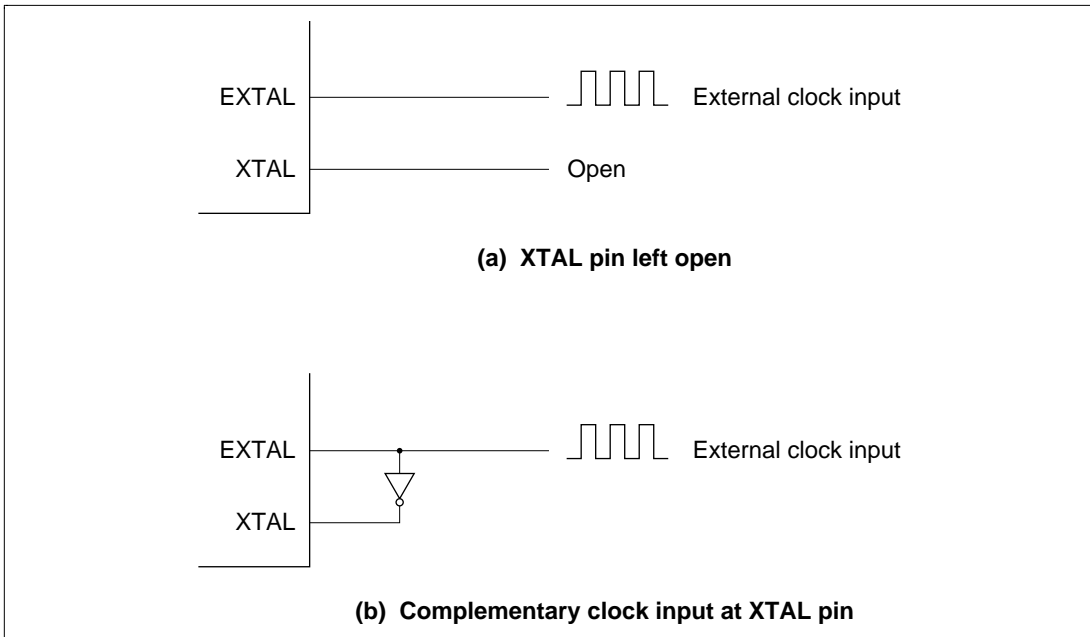 EXTAL
External clock input
XTAL
Open
(a) XTAL pin left open
EXTAL
External clock input
XTAL
(b) Complementary clock input at XTAL pin